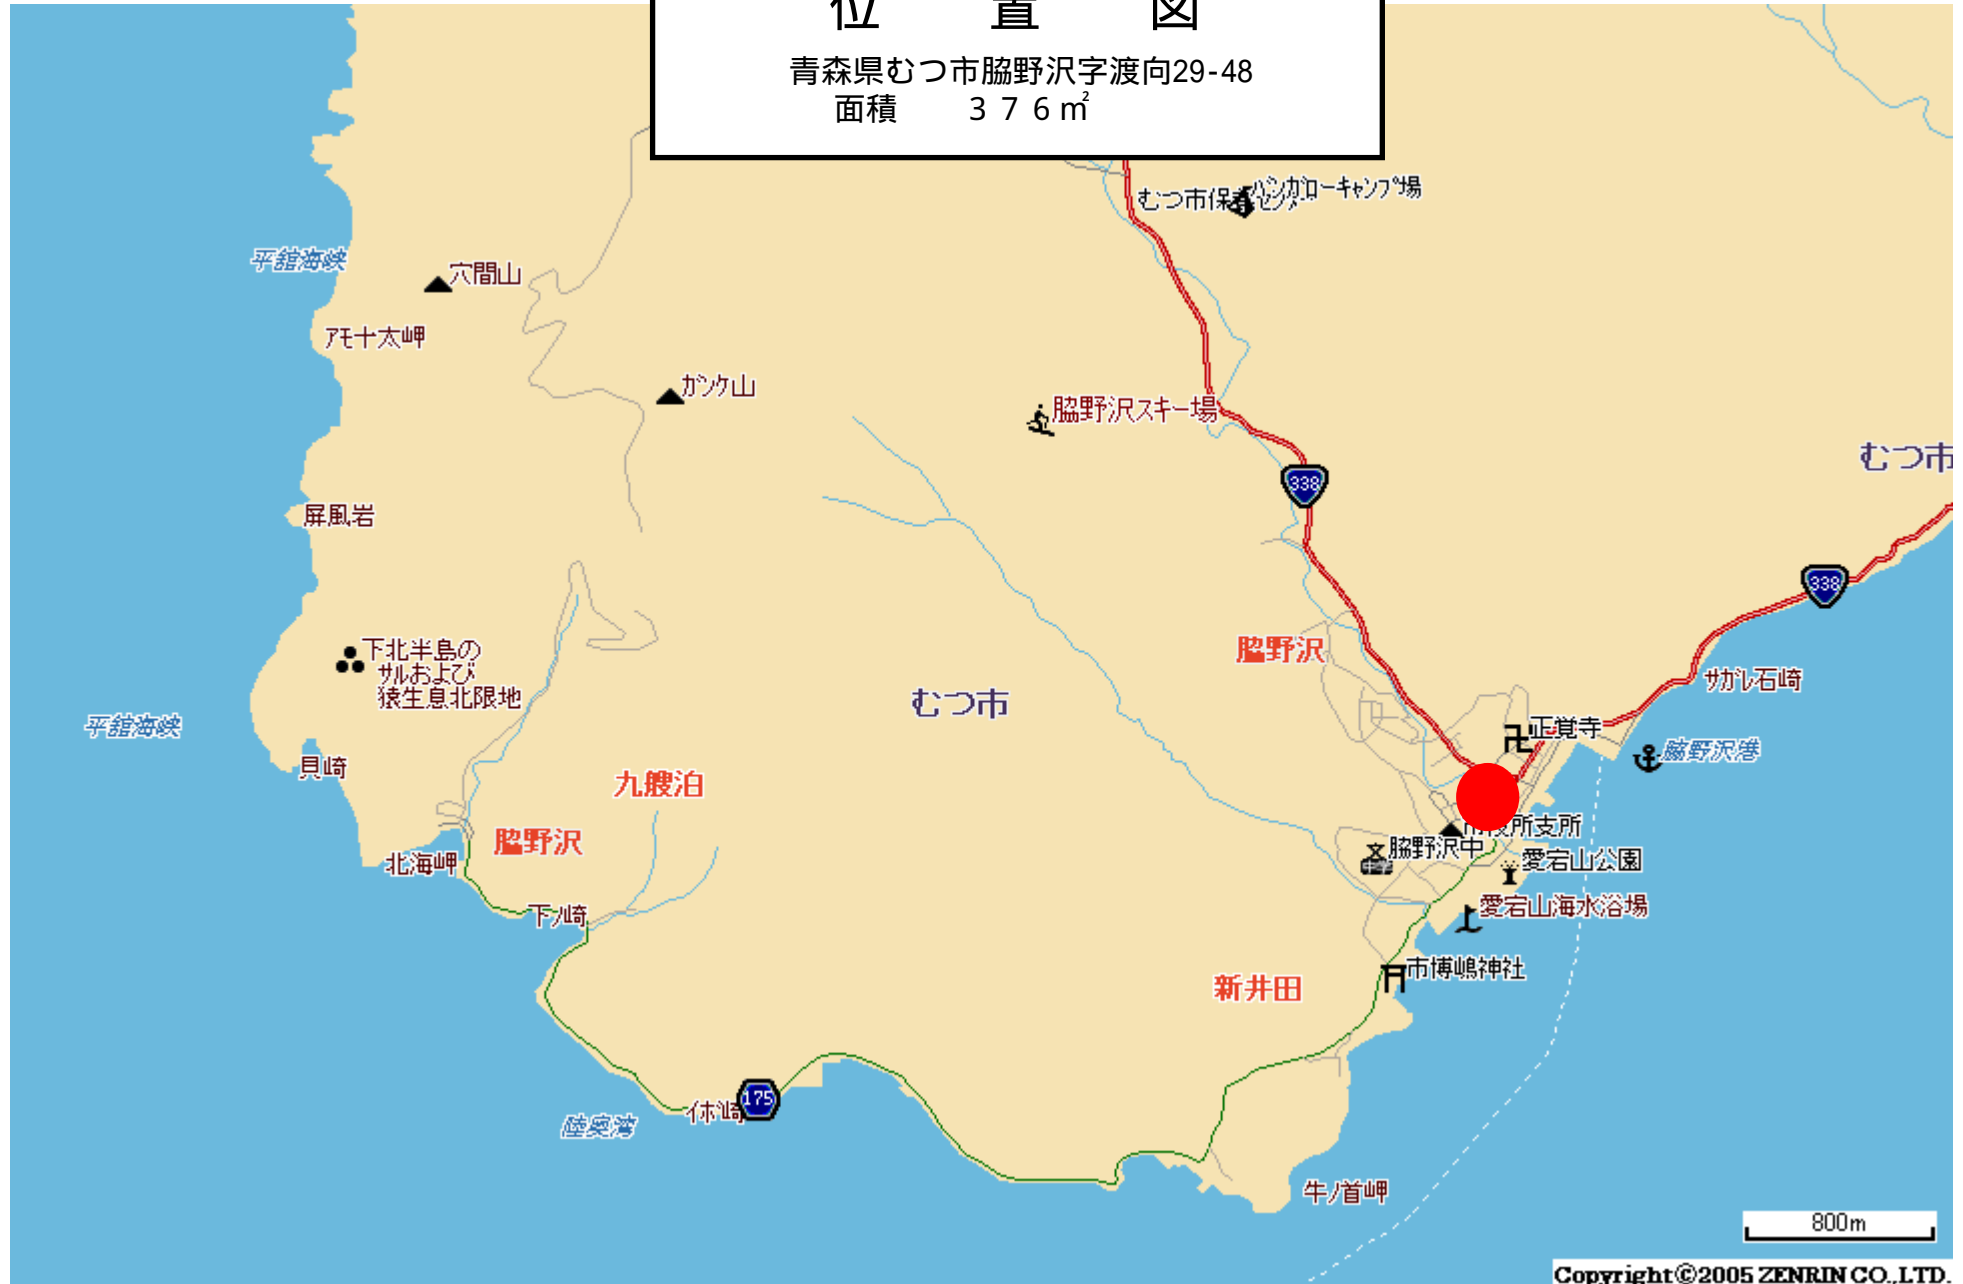 位 置 図
青森県むつ市脇野沢字渡向29-48
面積 376㎡
バンガローキャンプ場
平舘海峡
穴間山
アモ十太岬
ガンケ山
脇野沢スキー場
むつ市
338
屏風岩
338
下北半島の
サルおよび
猿生息北限地
脇野沢
サガレ石崎
むつ市
平舘海峡
正覚寺
脇野沢港
貝崎
九艘泊
市役所支所
脇野沢
脇野沢中
北海岬
愛宕山公園
下ノ崎
愛宕山海水浴場
市博嶋神社
新井田
175
陸奥湾
牛ノ首岬
800m
Copyright©2005 ZENRIN CO.,LTD.